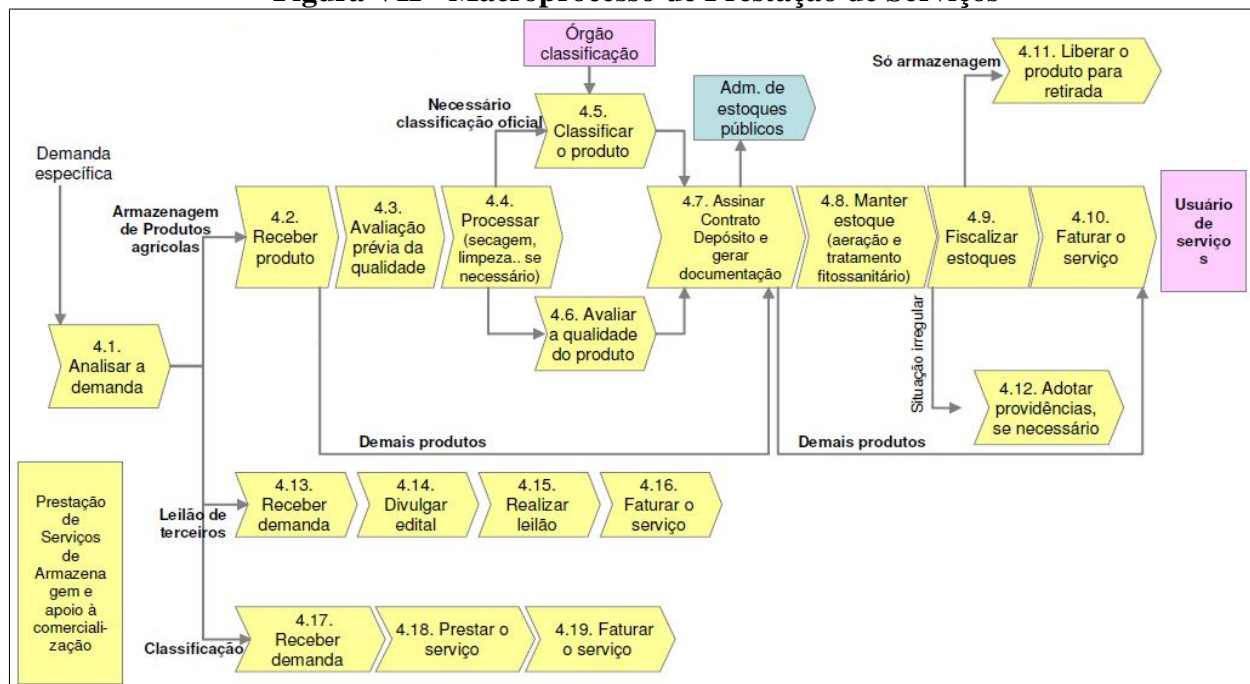 Figura VII - Macroprocesso de Prestação de Serviços
Órgão
classificação
Só armazenagem
4.11. Liberar o
produto para
retirada
Adm. de
estoques
públicos
Necessário
classificação oficial
4.5.
Classificar
o produto
Demanda
específica
Armazenagem
de Produtos
agrícolas
4.2.
Receber
produto
4.3.
Avaliação
prévia da
qualidade
4.4.
Processar
(secagem,
limpeza.. se
necessário)
4.7. Assinar
Contrato
Depósito e
gerar
documentação
4.8. Manter
estoque
(aeração e
tratamento
fitossanitário)
4.9.
Fiscalizar
estoques
4.10.
Faturar o
serviço
Usuário
de
serviço
s
4.6. Avaliar
a qualidade
do produto
4.1.
Analisar a
demanda
Situação irregular
4.12. Adotar
providências,
se necessário
Demais produtos
Demais produtos
Prestação
de
Serviços
de
Armazena
gem e
apoio à
comerciali-
zação
Leilão de
terceiros
4.13.
Receber
demanda
4.14.
Divulgar
edital
4.15.
Realizar
leilão
4.16.
Faturar o
serviço
Classificação
4.17.
Receber
demanda
4.18. Prestar o
serviço
4.19. Faturar
o serviço